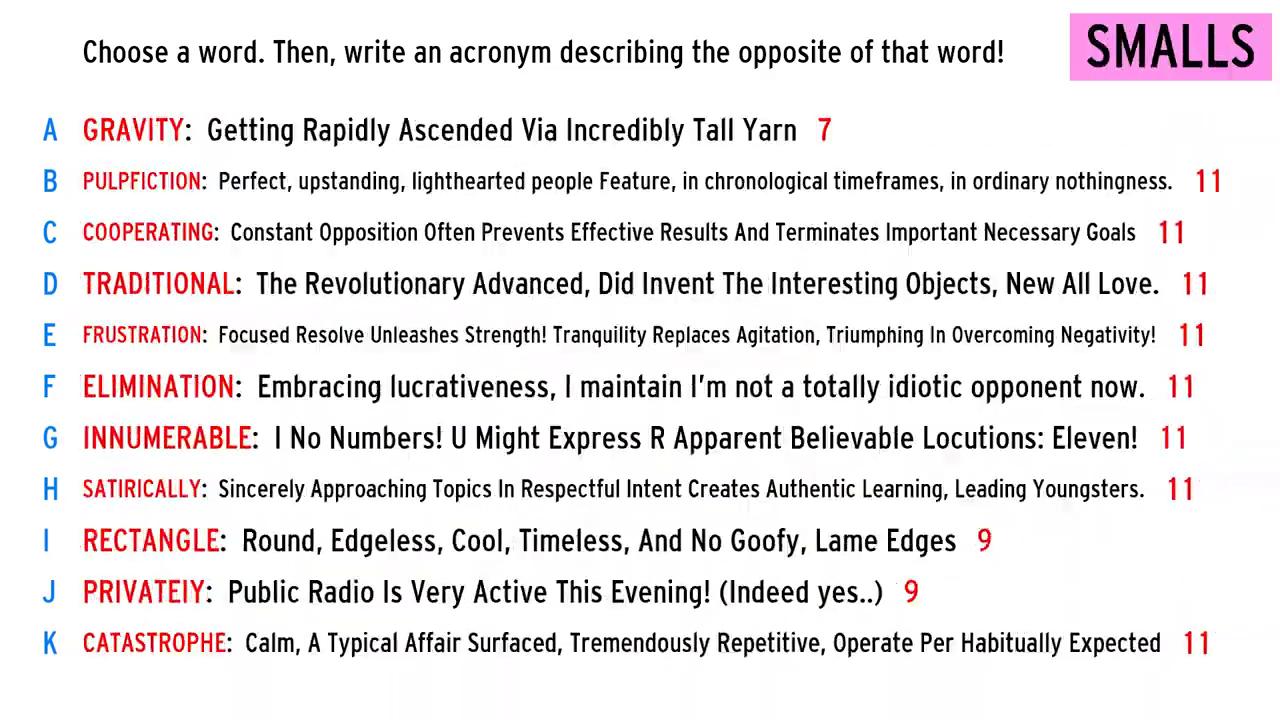 Choose a word. Then, write an acronym describing the opposite of that word!
SMALLS
A GRAVITY: Getting Rapidly Ascended Via Incredibly Tall Yarn 7
B PULPFICTION: Perfect, upstanding, lighthearted people Feature, in chronological timeframes, in ordinary nothingness. 11
C COOPERATING: Constant Opposition Often Prevents Effective Results And Terminates Important Necessary Goals 11
D TRADITIONAL: The Revolutionary Advanced, Did Invent The Interesting Objects, New All Love. 11
E FRUSTRATION: Focused Resolve Unleashes Strength! Tranquility Replaces Agitation, Triumphing In Overcoming Negativity! 11
F ELIMINATION: Embracing lucrativeness, I maintain I'm not a totally idiotic opponent now. 11
G INNUMERABLE: I No Numbers! U Might Express R Apparent Believable Locutions: Eleven! 11
H SATIRICALLY: Sincerely Approaching Topics In Respectful Intent Creates Authentic Learning, Leading Youngsters. 11
I RECTANGLE: Round, Edgeless, Cool, Timeless, And No Goofy, Lame Edges 9
J PRIVATEIY: Public Radio Is Very Active This Evening! (Indeed yes..) 9
K CATASTROPHE: Calm, A Typical Affair Surfaced, Tremendously Repetitive, Operate Per Habitually Expected 11